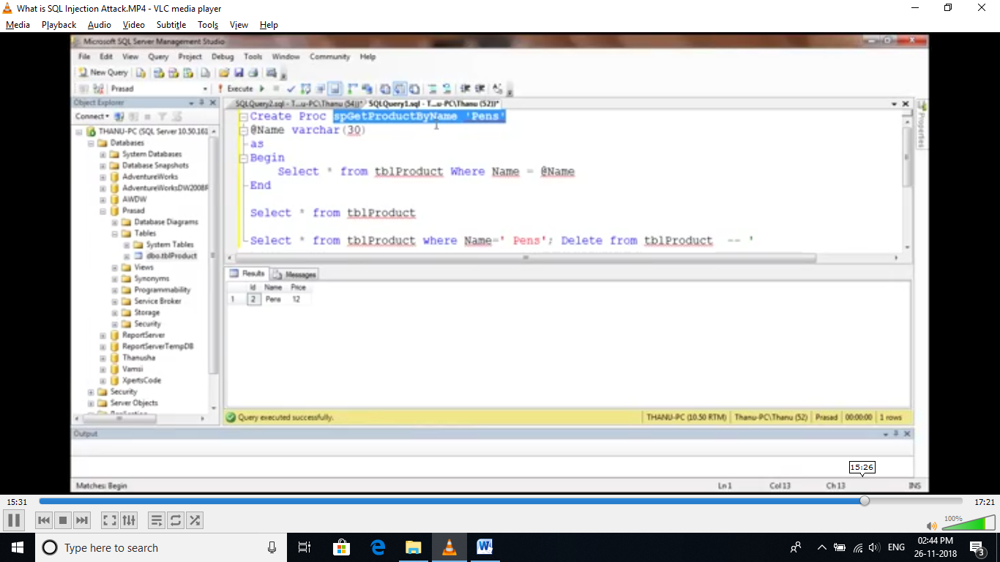 What is SQL Injection Attack.MP4 - VLC media player
Media Playback Audio Video Subtitle Tools View Help
Microsoft SQL Server Management Studio
File Edit View Query Project Debug Tools Window Community Help
New Query
Prasad Execute
Object Explorer
SQLQuery2.sql - T...u-PC\Thanu (54))* SQLQuery1.sql - T...u-PC\Thanu (52))*
Connect
Properties
THANU-PC (SQL Server 10.50.161
Databases
System Databases
Database Snapshots
AdventureWorks
AdventureWorksDW2008R
AWDW
Prasad
Database Diagrams
Tables
System Tables
dbo.tblProduct
Views
Synonyms
Programmability
Service Broker
Storage
Security
ReportServer
ReportServerTempDB
Thanusha
Vamsi
XpertsCode
Security
Server Objects
Replication
Create Proc spGetProductByName 'Pens'
@Name varchar(30)
as
Begin
Select * from tblProduct Where Name = @Name
End
Select * from tblProduct
Select * from tblProduct where Name=' Pens'; Delete from tblProduct -- '
Results Messages
Id Name Price
1 2 Pens 12
Query executed successfully. THANU-PC (10.50 RTM) Thanu-PC\Thanu (52) Prasad 00:00:00 1 rows
Output
Matches: Begin Ln 1 Col 13 Ch 13 INS
15:26
15:31 17:21
100%
Type here to search
ENG
02:44 PM
26-11-2018
3